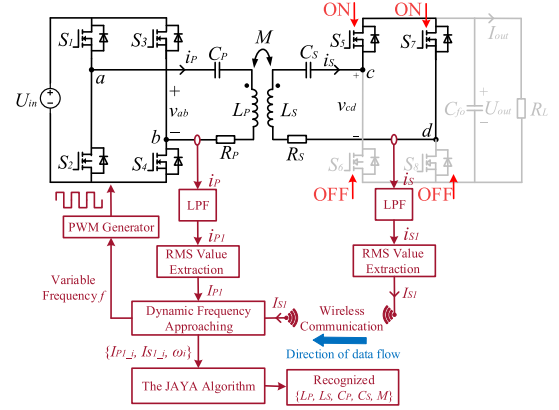 ON
ON
S1
S3
iP
CP
M
CS
iS
S5
S7
Iout
a
c
Uin
vab
LP
LS
vcd
Cfo
Uout
RL
b
d
S2
S4
RP
RS
S6
S8
OFF
OFF
iP
iS
LPF
LPF
PWM Generator
iP1
iS1
RMS Value
Extraction
RMS Value
Extraction
Variable
Frequency f
IP1
IS1
Dynamic Frequency
Approaching
IS1
Wireless
Communication
Direction of data flow
{IP1_i, IS1_i, ωi}
The JAYA Algorithm
Recognized
{LP, LS, CP, CS, M}